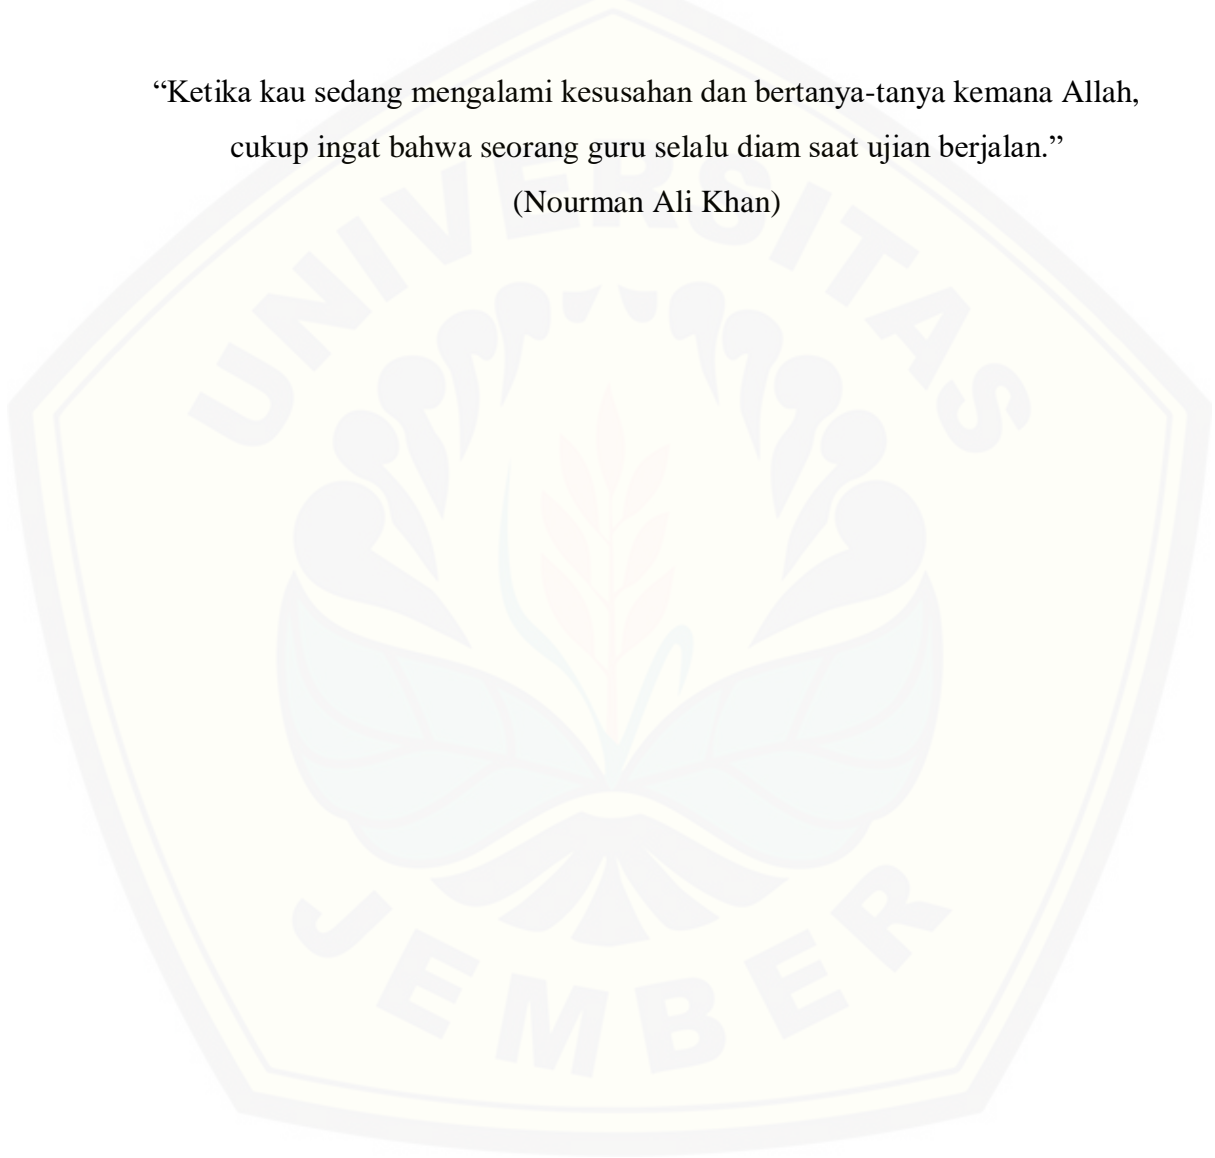 “Ketika kau sedang mengalami kesusahan dan bertanya-tanya kemana Allah,
cukup ingat bahwa seorang guru selalu diam saat ujian berjalan.”
(Nourman Ali Khan)
UNIVERSITAS
JEMBER